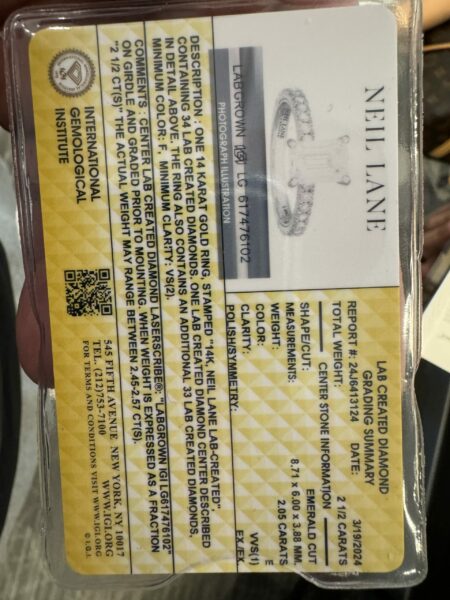 NEIL LANE
LABGROWN IGI LG 617476102
PHOTOGRAPH ILLUSTRATION
LAB CREATED DIAMOND
GRADING SUMMARY
REPORT #: 24J6413124 DATE: 3/19/2024
TOTAL WEIGHT: 2 1/2 CARATS
CENTER STONE INFORMATION
SHAPE/CUT: EMERALD CUT
MEASUREMENTS: 8.71 x 6.00 x 3.88 MM.
WEIGHT: 2.05 CARATS
COLOR: E
CLARITY: VVS(1)
POLISH/SYMMETRY: EX./EX.
DESCRIPTION: ONE 14 KARAT GOLD RING, STAMPED "14K, NEIL LANE LAB-CREATED",
CONTAINING 34 LAB CREATED DIAMONDS. ONE LAB CREATED DIAMOND CENTER DESCRIBED
IN DETAIL ABOVE. THE RING ALSO CONTAINS AN ADDITIONAL 33 LAB CREATED DIAMONDS,
MINIMUM COLOR: F, MINIMUM CLARITY: VS(2).
COMMENTS: CENTER LAB CREATED DIAMOND LASERSCRIBE®: "LABGROWN IGI LG617476102"
ON GIRDLE AND GRADED PRIOR TO MOUNTING. WHEN WEIGHT IS EXPRESSED AS A FRACTION
"2 1/2 CT(S)" THE ACTUAL WEIGHT MAY RANGE BETWEEN 2.45-2.57 CT(S).
INTERNATIONAL
GEMOLOGICAL
INSTITUTE
545 FIFTH AVENUE NEW YORK, NY 10017
TEL. (212)753-7100 WWW.IGI.ORG
FOR TERMS AND CONDITIONS VISIT WWW.IGI.ORG
© I.G.I.